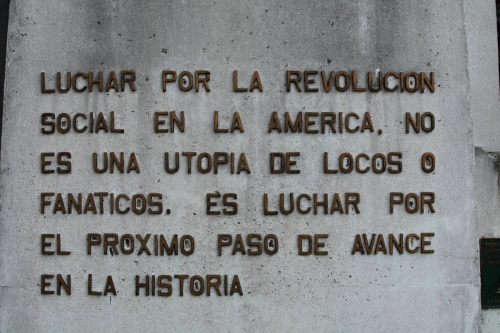 LUCHAR POR LA REVOLUCION
SOCIAL EN LA AMERICA, NO
ES UNA UTOPIA DE LOCOS O
FANATICOS. ES LUCHAR POR
EL PROXIMO PASO DE AVANCE
EN LA HISTORIA